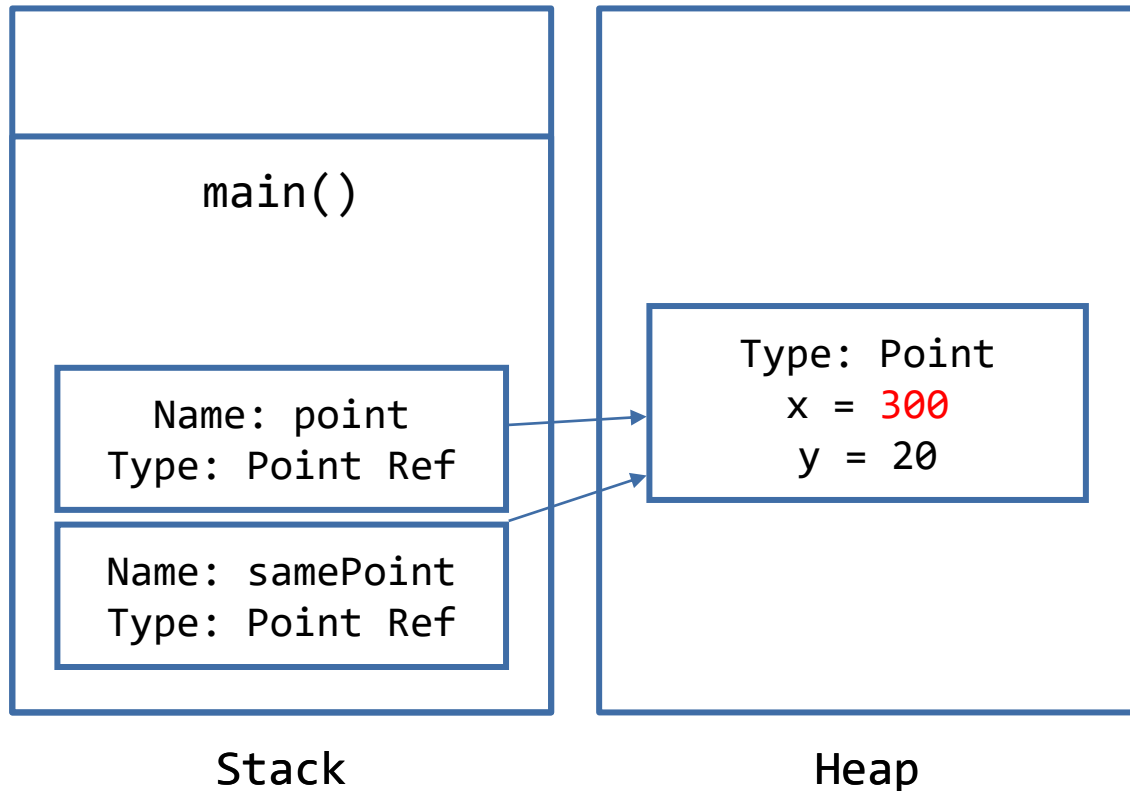 main()
Name: point
Type: Point Ref
Name: samePoint
Type: Point Ref
Stack
Type: Point
x = 300
y = 20
Heap